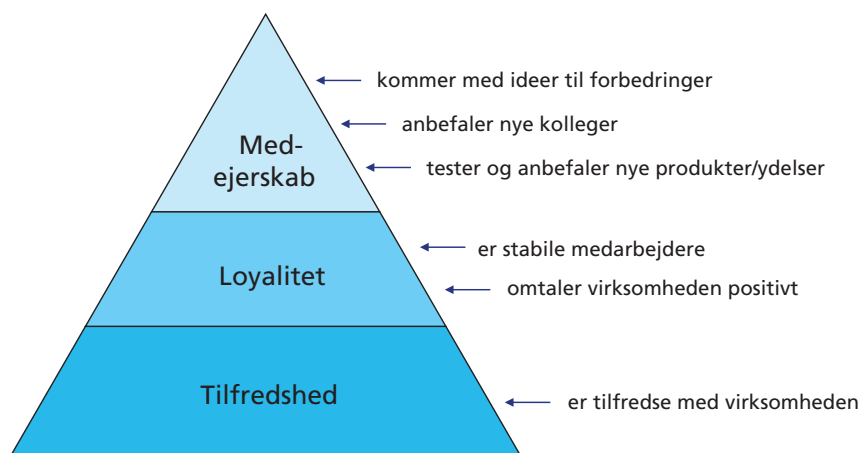 kommer med ideer til forbedringer
anbefaler nye kolleger
Med-
ejerskab
tester og anbefaler nye produkter/ydelser
er stabile medarbejdere
Loyalitet
omtaler virksomheden positivt
Tilfredshed
er tilfredse med virksomheden